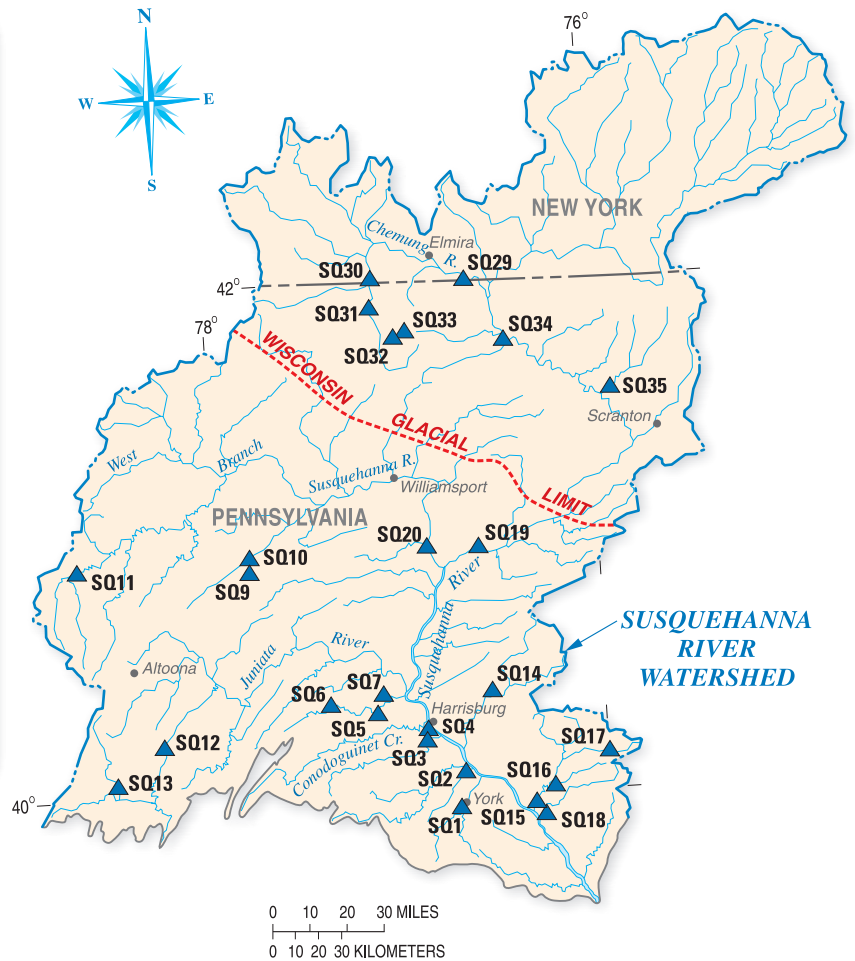 N
W
E
S
76°
NEW YORK
Chemung R.
Elmira
SQ30
SQ29
42°
SQ31
SQ33
SQ34
78°
SQ32
WISCONSIN GLACIAL LIMIT
SQ35
Scranton
West Branch Susquehanna R.
Williamsport
PENNSYLVANIA
SQ20
SQ19
SQ10
SQ9
SQ11
Susquehanna River
SUSQUEHANNA
RIVER
WATERSHED
Juniata River
Altoona
SQ14
SQ7
SQ6
Harrisburg
SQ5
SQ4
SQ3
Conodoguinet Cr.
SQ12
SQ17
SQ2
SQ16
SQ13
40°
York
SQ1
SQ15
SQ18
0 10 20 30 MILES
0 10 20 30 KILOMETERS